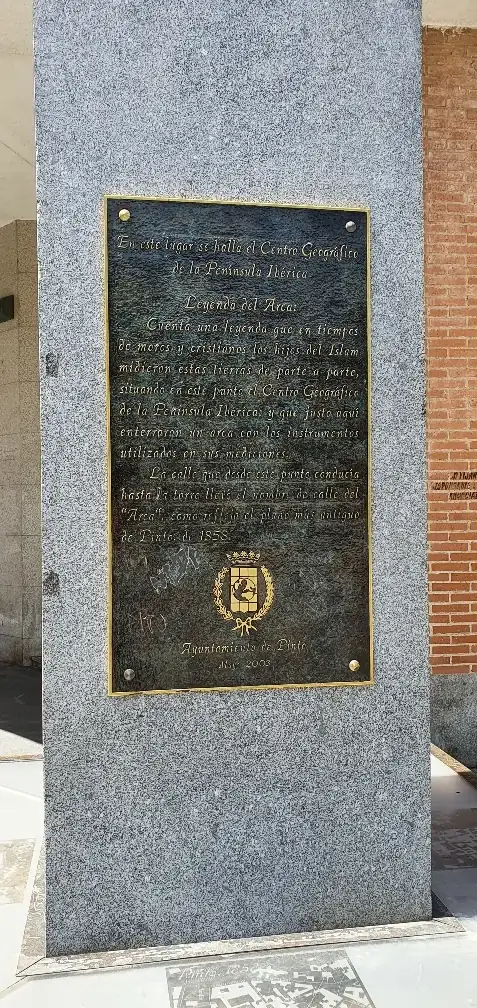 En este lugar se halla el Centro Geográfico
de la Península Ibérica
Leyenda del Arca:
Cuenta una leyenda que en tiempos
de moros y cristianos los hijos del Islam
midieron estas tierras de parte a parte,
situando en este punto el Centro Geográfico
de la Península Ibérica; y que justo aquí
enterraron un arca con los instrumentos
utilizados en sus mediciones.
La calle que desde este punto conducía
hasta la torre llevó el nombre de calle del
"Arca", como refleja el plano más antiguo
de Pinto, de 1858.
Ayuntamiento de Pinto
Año 2003